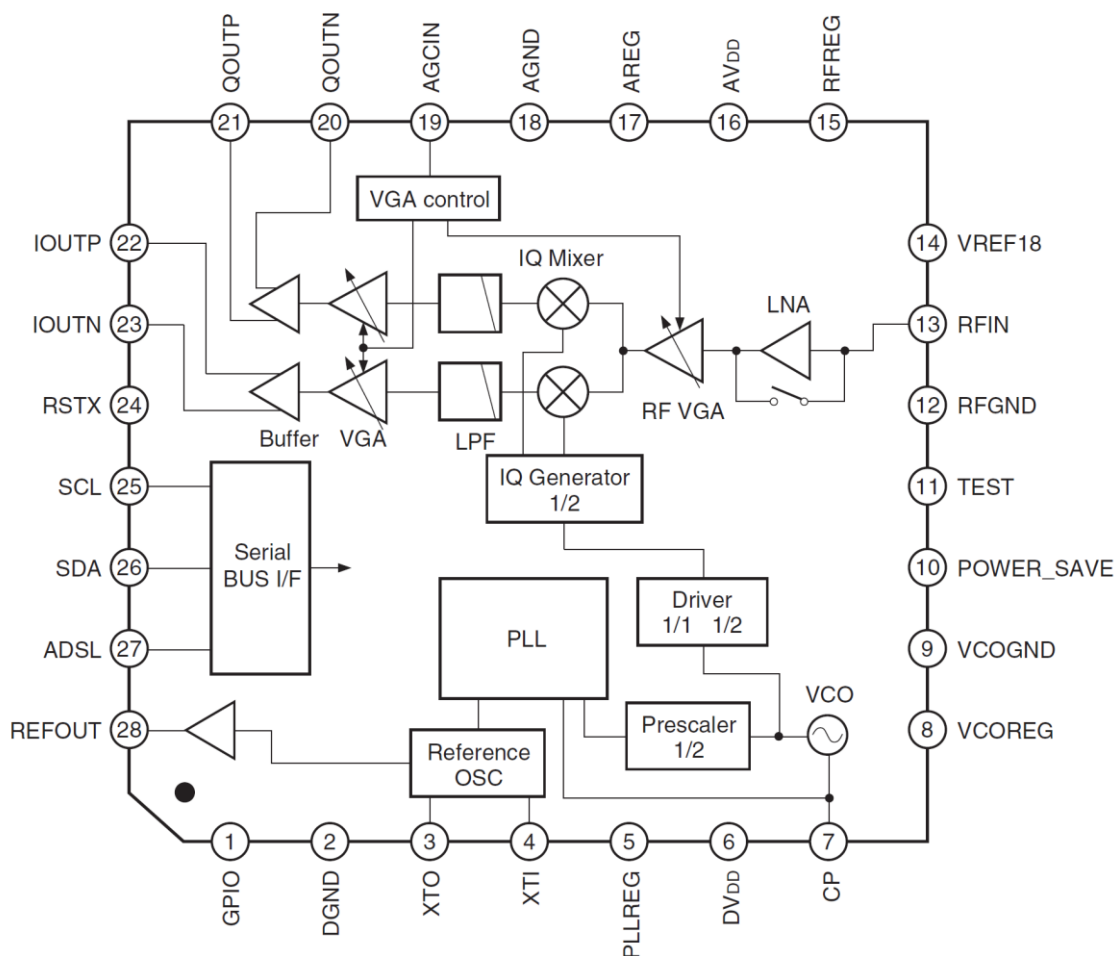 QOUTP
QOUTN
AGCIN
AGND
AREG
AVDD
RFREG
21
20
19
18
17
16
15
VGA control
IOUTP 22
14 VREF18
IQ Mixer
LNA
IOUTN 23
13 RFIN
RSTX 24
12 RFGND
RF VGA
Buffer VGA LPF
IQ Generator
1/2
SCL 25
11 TEST
Serial
BUS I/F
SDA 26
10 POWER_SAVE
Driver
1/1 1/2
PLL
ADSL 27
9 VCOGND
VCO
Prescaler
1/2
REFOUT 28
8 VCOREG
Reference
OSC
1
2
3
4
5
6
7
GPIO
DGND
XTO
XTI
PLLREG
DVDD
CP